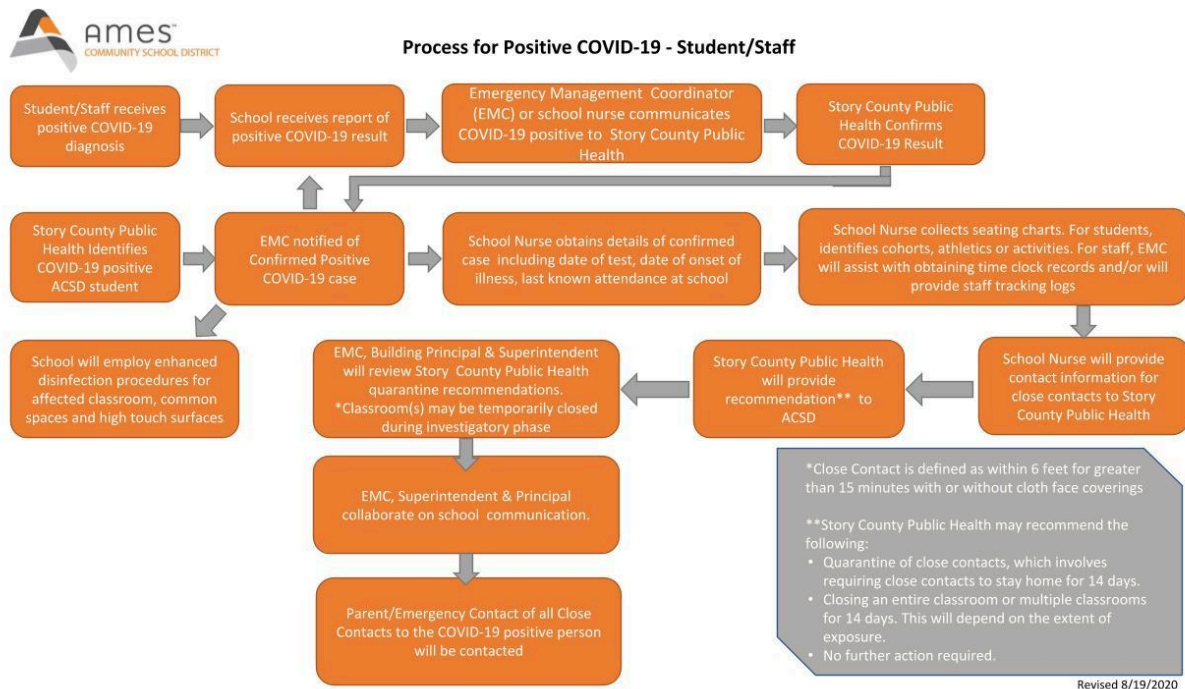 AMES™
COMMUNITY SCHOOL DISTRICT
Process for Positive COVID-19 - Student/Staff
Student/Staff receives
positive COVID-19
diagnosis
School receives report of
positive COVID-19 result
Emergency Management Coordinator
(EMC) or school nurse communicates
COVID-19 positive to Story County Public
Health
Story County Public
Health Confirms
COVID-19 Result
Story County Public
Health Identifies
COVID-19 positive
ACSD student
EMC notified of
Confirmed Positive
COVID-19 case
School Nurse obtains details of confirmed
case including date of test, date of onset of
illness, last known attendance at school
School Nurse collects seating charts. For students,
identifies cohorts, athletics or activities. For staff, EMC
will assist with obtaining time clock records and/or will
provide staff tracking logs
School will employ enhanced
disinfection procedures for
affected classroom, common
spaces and high touch surfaces
EMC, Building Principal & Superintendent
will review Story County Public Health
quarantine recommendations.
*Classroom(s) may be temporarily closed
during investigatory phase
Story County Public Health
will provide
recommendation** to
ACSD
School Nurse will provide
contact information for
close contacts to Story
County Public Health
EMC, Superintendent & Principal
collaborate on school communication.
Parent/Emergency Contact of all Close
Contacts to the COVID-19 positive person
will be contacted
*Close Contact is defined as within 6 feet for greater
than 15 minutes with or without cloth face coverings
**Story County Public Health may recommend the
following:
• Quarantine of close contacts, which involves
requiring close contacts to stay home for 14 days.
• Closing an entire classroom or multiple classrooms
for 14 days. This will depend on the extent of
exposure.
• No further action required.
Revised 8/19/2020